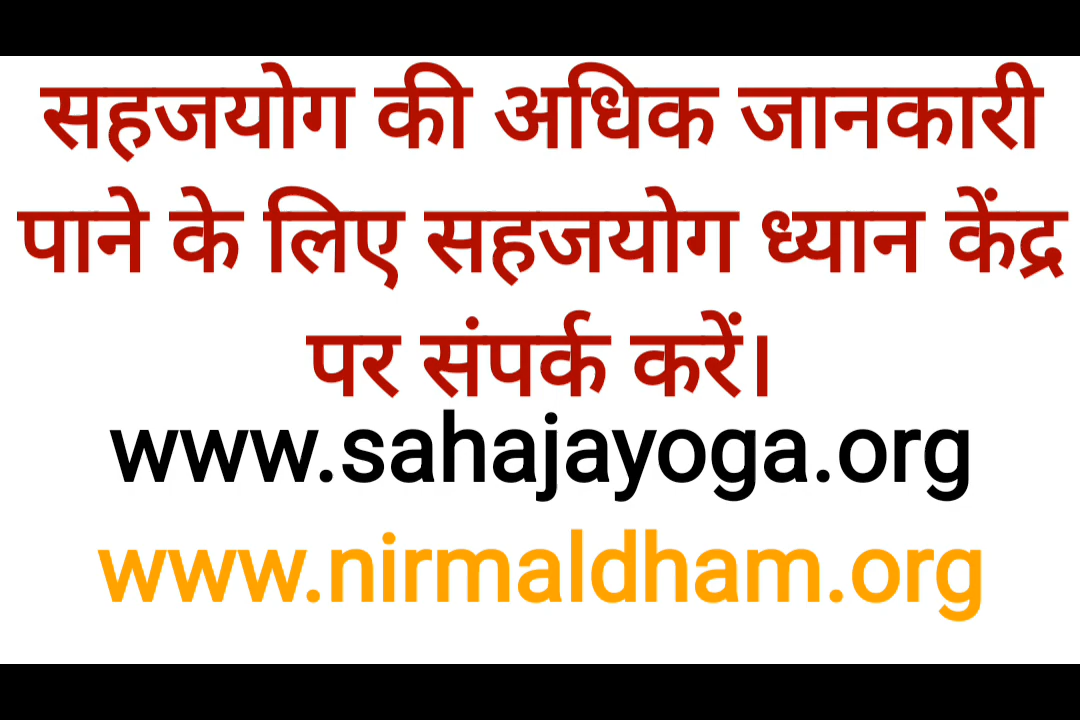 सहजयोग की अधिक जानकारी
पाने के लिए सहजयोग ध्यान केंद्र
पर संपर्क करें।
www.sahajayoga.org
www.nirmaldham.org